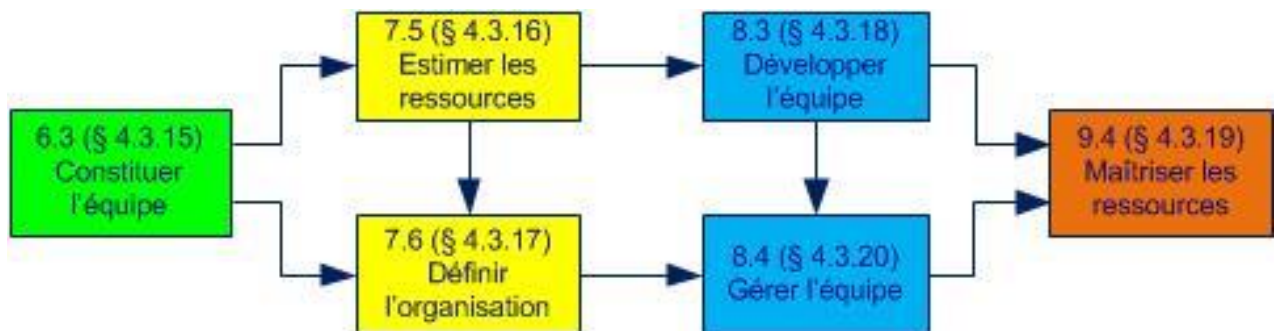 7.5 (§ 4.3.16)
Estimer les
ressources
8.3 (§ 4.3.18)
Développer
l'équipe
6.3 (§ 4.3.15)
Constituer
l'équipe
9.4 (§ 4.3.19)
Maîtriser les
ressources
7.6 (§ 4.3.17)
Définir
l'organisation
8.4 (§ 4.3.20)
Gérer l'équipe